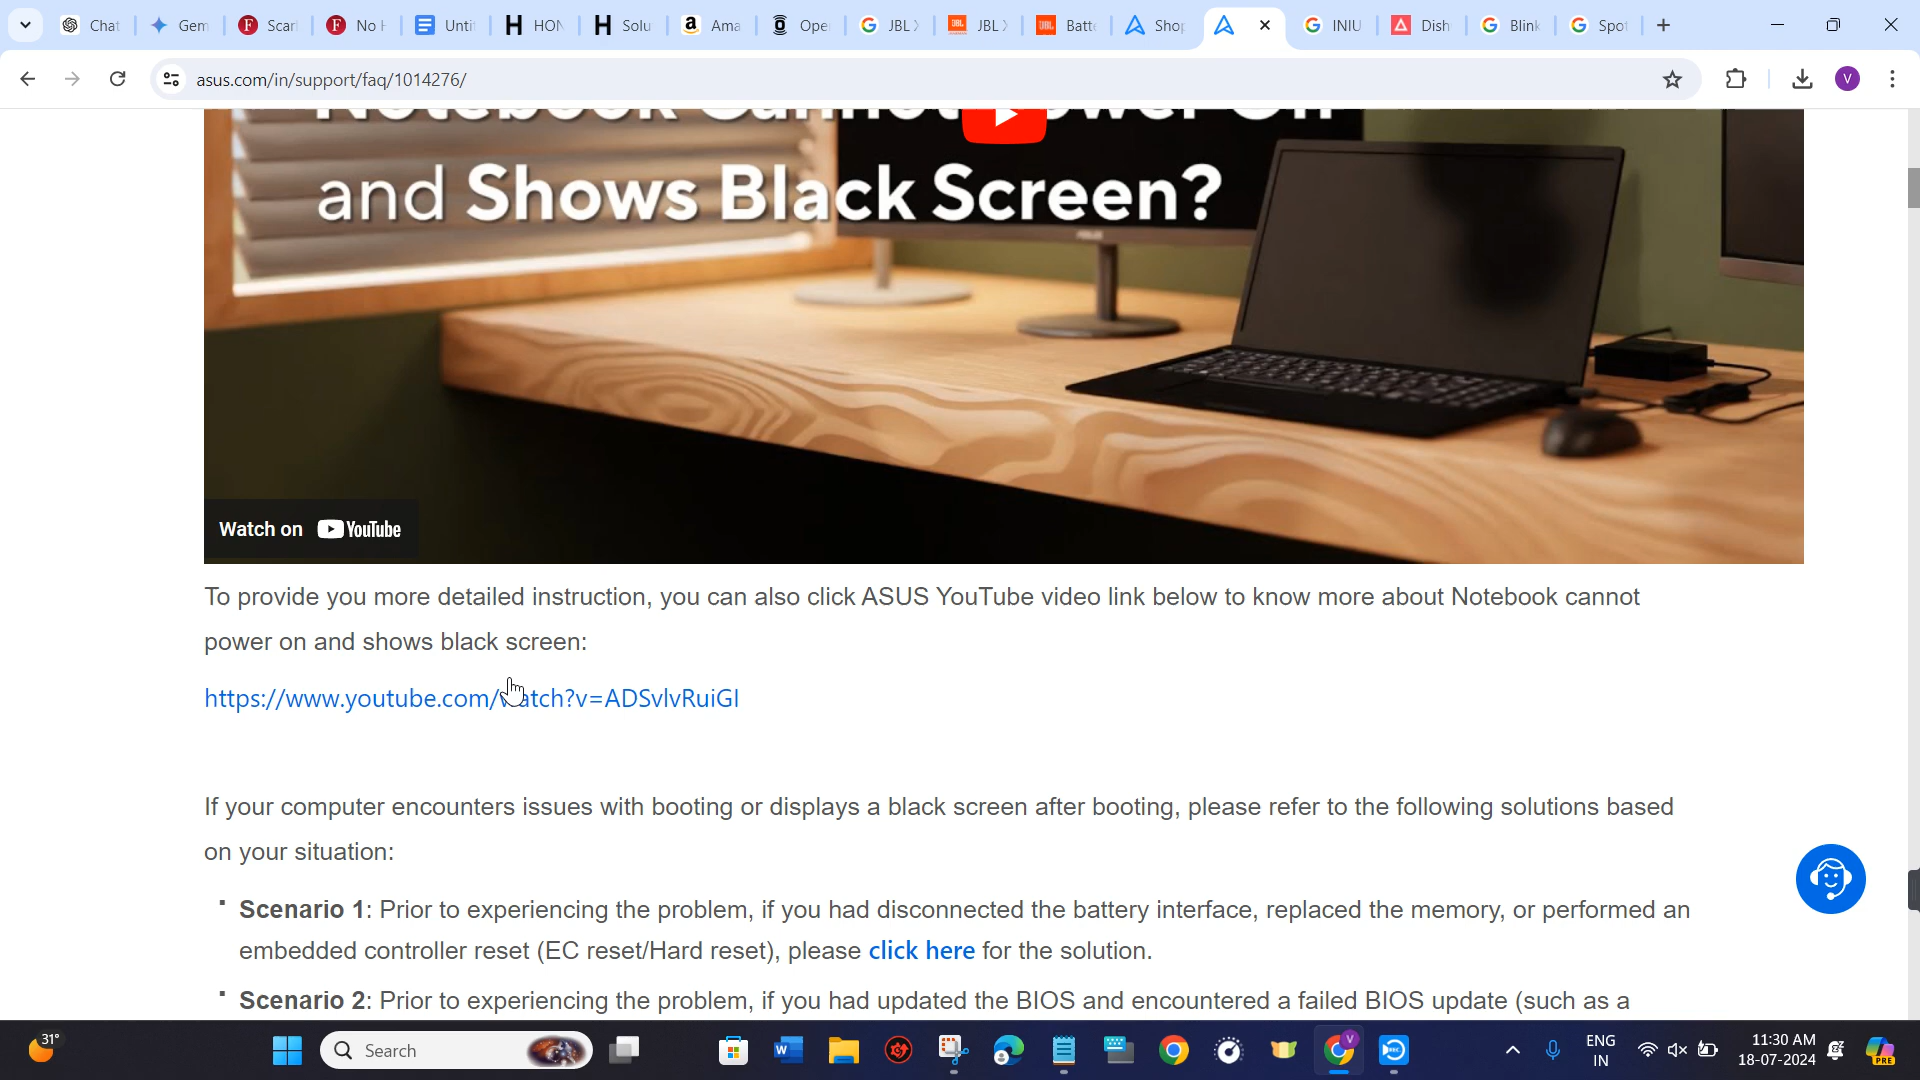 Chat
Gem
Scar
No H
Unti
HON
Solu
Ama
Ope
JBL X
JBL X
Batte
Shop
INIU
Dish
Blink
Spot
asus.com/in/support/faq/1014276/
V
and Shows Black Screen?
Watch on YouTube
To provide you more detailed instruction, you can also click ASUS YouTube video link below to know more about Notebook cannot
power on and shows black screen:
https://www.youtube.com/watch?v=ADSvlvRuiGI
If your computer encounters issues with booting or displays a black screen after booting, please refer to the following solutions based
on your situation:
Scenario 1: Prior to experiencing the problem, if you had disconnected the battery interface, replaced the memory, or performed an
embedded controller reset (EC reset/Hard reset), please click here for the solution.
Scenario 2: Prior to experiencing the problem, if you had updated the BIOS and encountered a failed BIOS update (such as a
31°
Search
ENG
IN
11:30 AM
18-07-2024